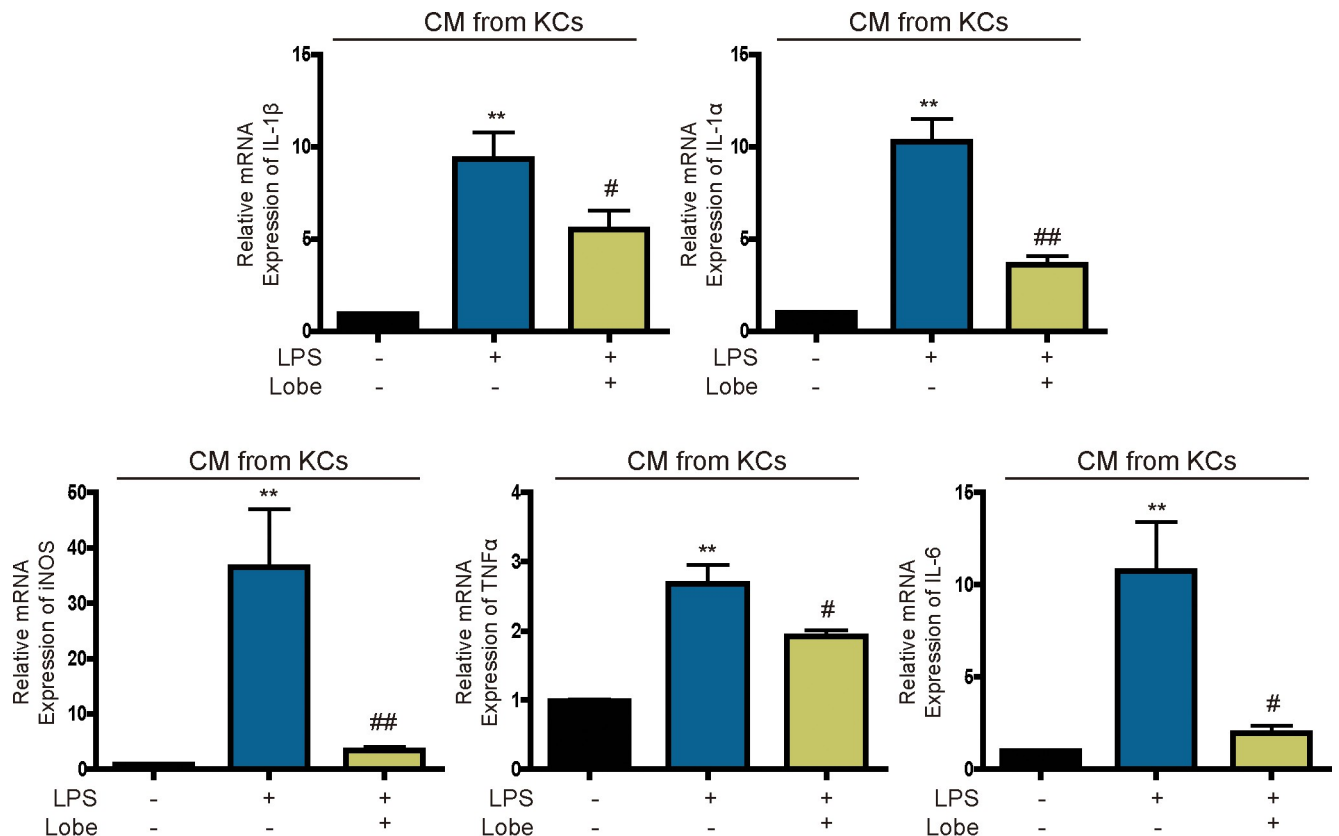 CM from KCs
Relative mRNA
Expression of IL-1β
15
10
5
0
**
#
LPS - + +
Lobe - - +
CM from KCs
Relative mRNA
Expression of IL-1α
15
10
5
0
**
##
LPS - + +
Lobe - - +
CM from KCs
Relative mRNA
Expression of iNOS
50
40
30
20
10
0
**
##
LPS - + +
Lobe - - +
CM from KCs
Relative mRNA
Expression of TNFα
4
3
2
1
0
**
#
LPS - + +
Lobe - - +
CM from KCs
Relative mRNA
Expression of IL-6
15
10
5
0
**
#
LPS - + +
Lobe - - +